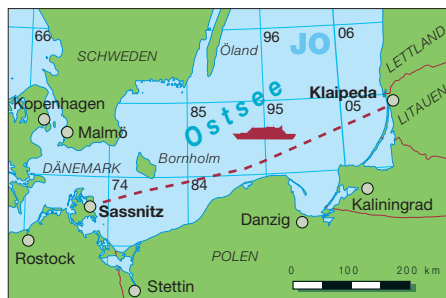 66
96
06
JO
SCHWEDEN
Öland
LETTLAND
Klaipeda
Kopenhagen
85
95
05
LITAUEN
Ostsee
Malmö
DÄNEMARK
Bornholm
74
84
Sassnitz
Kaliningrad
Danzig
Rostock
POLEN
Stettin
0 100 200 km